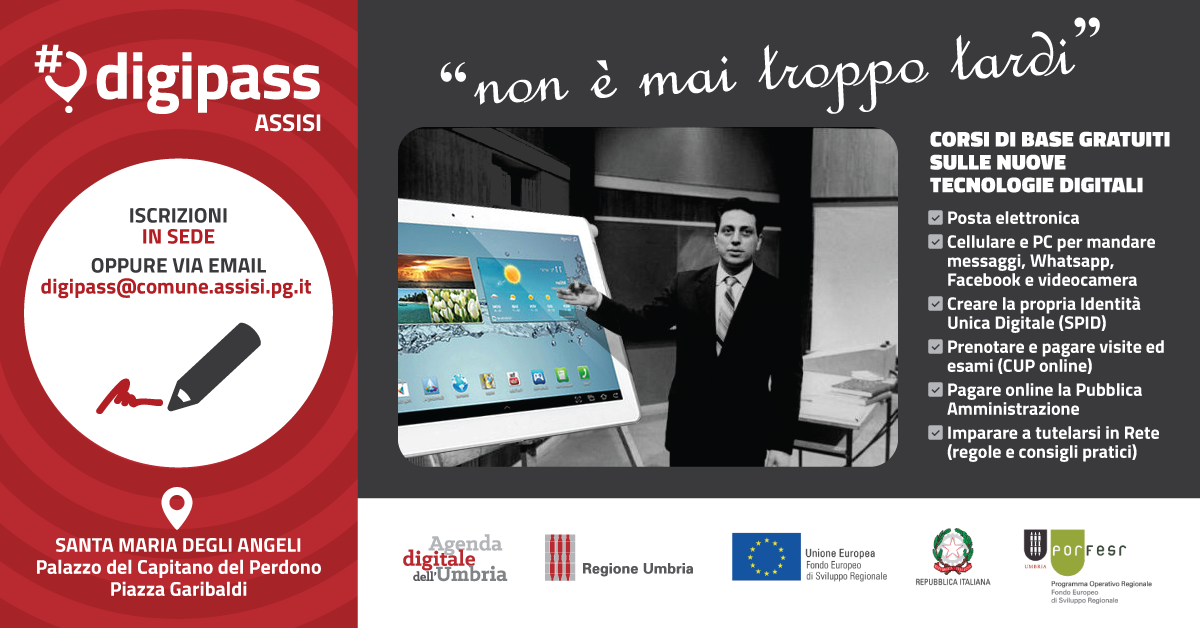 #digipass
ASSISI
ISCRIZIONI
IN SEDE
OPPURE VIA EMAIL
digipass@comune.assisi.pg.it
SANTA MARIA DEGLI ANGELI
Palazzo del Capitano del Perdono
Piazza Garibaldi
“non è mai troppo tardi”
CORSI DI BASE GRATUITI
SULLE NUOVE
TECNOLOGIE DIGITALI
Posta elettronica
Cellulare e PC per mandare
messaggi, Whatsapp,
Facebook e videocamera
Creare la propria Identità
Unica Digitale (SPID)
Prenotare e pagare visite ed
esami (CUP online)
Pagare online la Pubblica
Amministrazione
Imparare a tutelarsi in Rete
(regole e consigli pratici)
Agenda
digitale
dell'Umbria
Regione Umbria
Unione Europea
Fondo Europeo
di Sviluppo Regionale
REPUBBLICA ITALIANA
UMBRIA
porfesr
Programma Operativo Regionale
Fondo Europeo
di Sviluppo Regionale